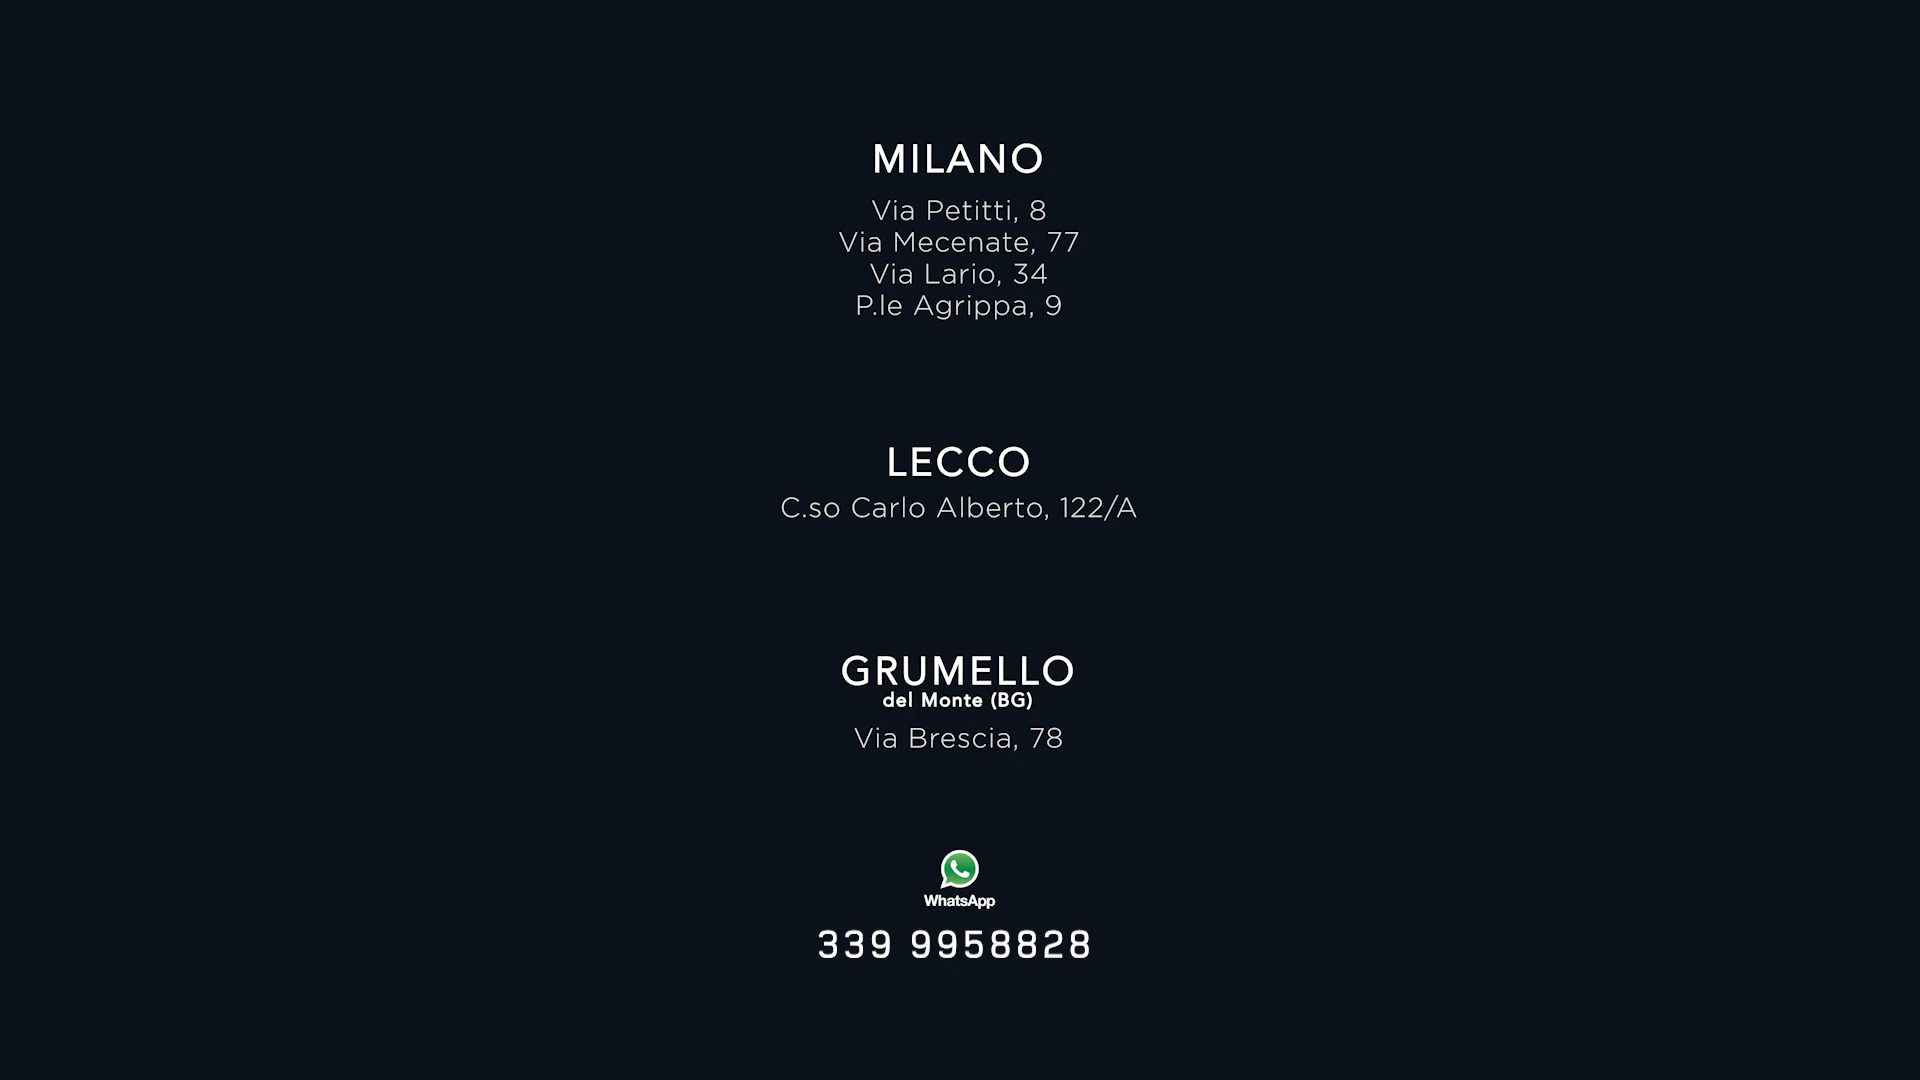 MILANO
Via Petitti, 8
Via Mecenate, 77
Via Lario, 34
P.le Agrippa, 9
LECCO
C.so Carlo Alberto, 122/A
GRUMELLO
del Monte (BG)
Via Brescia, 78
WhatsApp
339 9958828